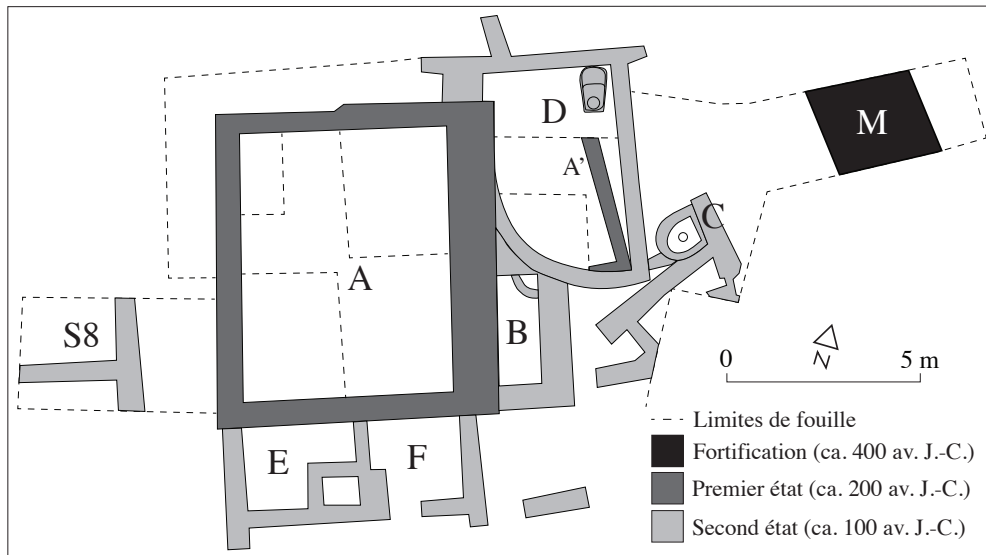 D
M
A'
C
A
B
S8
E
F
N
0 5 m
Limites de fouille
Fortification (ca. 400 av. J.-C.)
Premier état (ca. 200 av. J.-C.)
Second état (ca. 100 av. J.-C.)